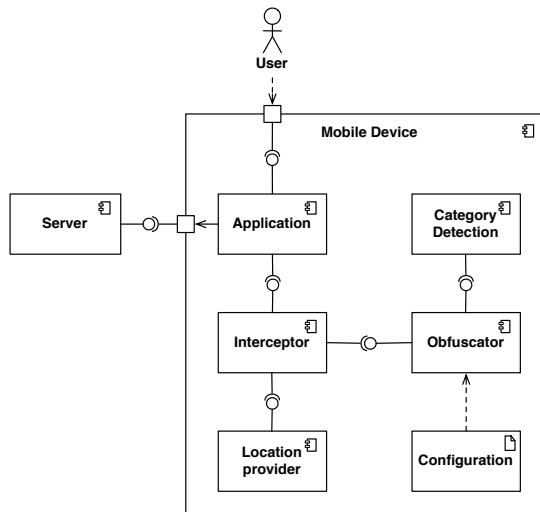 User
Mobile Device
Server
Application
Category
Detection
Interceptor
Obfuscator
Location
provider
Configuration